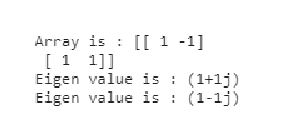 Array is : [[ 1 -1]
 [ 1  1]]
Eigen value is : (1+1j)
Eigen value is : (1-1j)